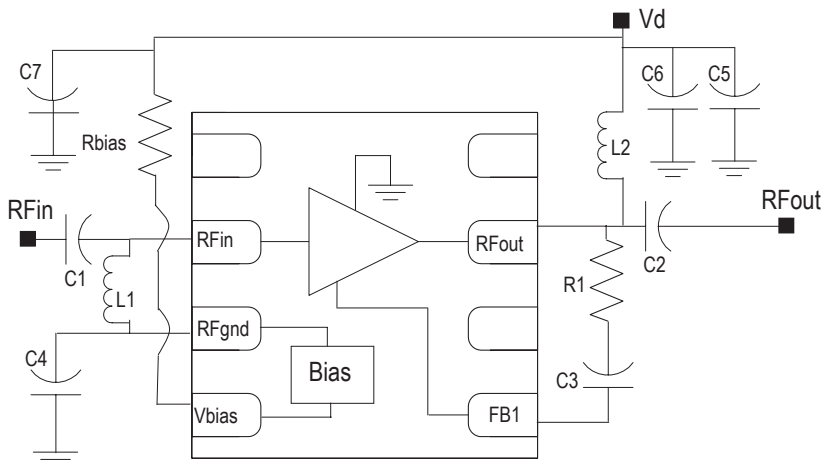 Vd
C7
C6
C5
Rbias
L2
RFin
RFout
RFin
RFout
C1
L1
C2
R1
RFgnd
C4
Bias
C3
Vbias
FB1